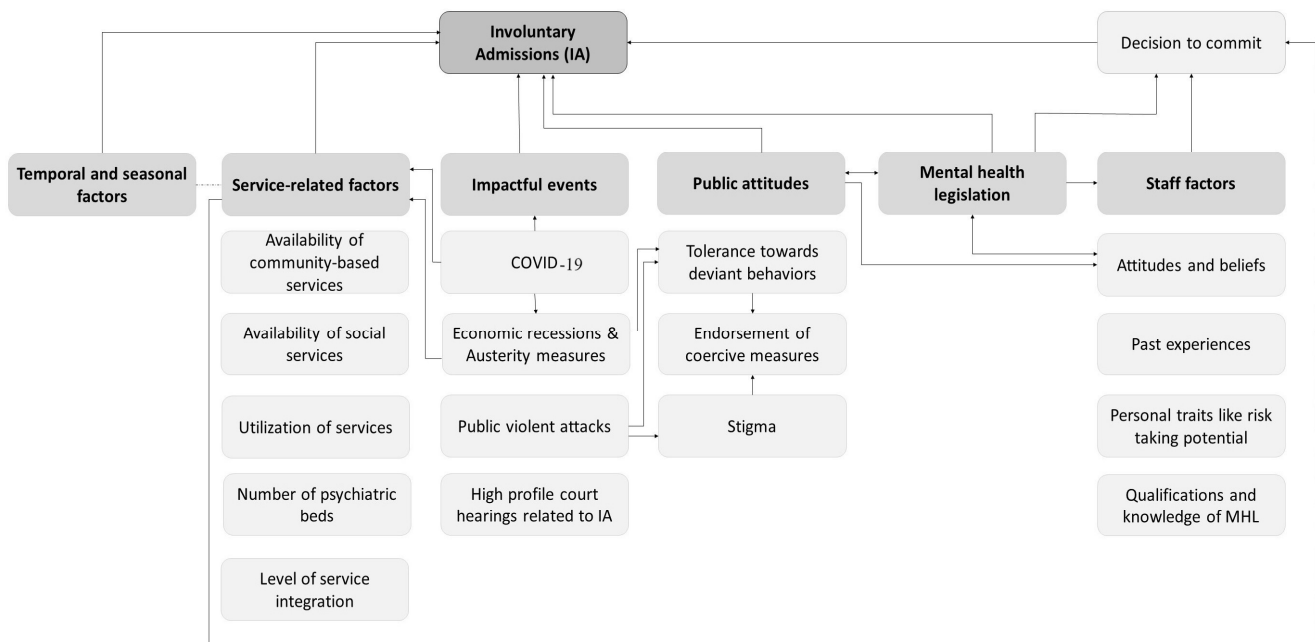 Involuntary
Admissions (IA)
Decision to commit
Temporal and seasonal
factors
Service-related factors
Impactful events
Public attitudes
Mental health
legislation
Staff factors
Availability of
community-based
services
COVID-19
Tolerance towards
deviant behaviors
Attitudes and beliefs
Availability of social
services
Economic recessions &
Austerity measures
Endorsement of
coercive measures
Past experiences
Utilization of services
Public violent attacks
Stigma
Personal traits like risk
taking potential
Number of psychiatric
beds
High profile court
hearings related to IA
Qualifications and
knowledge of MHL
Level of service
integration